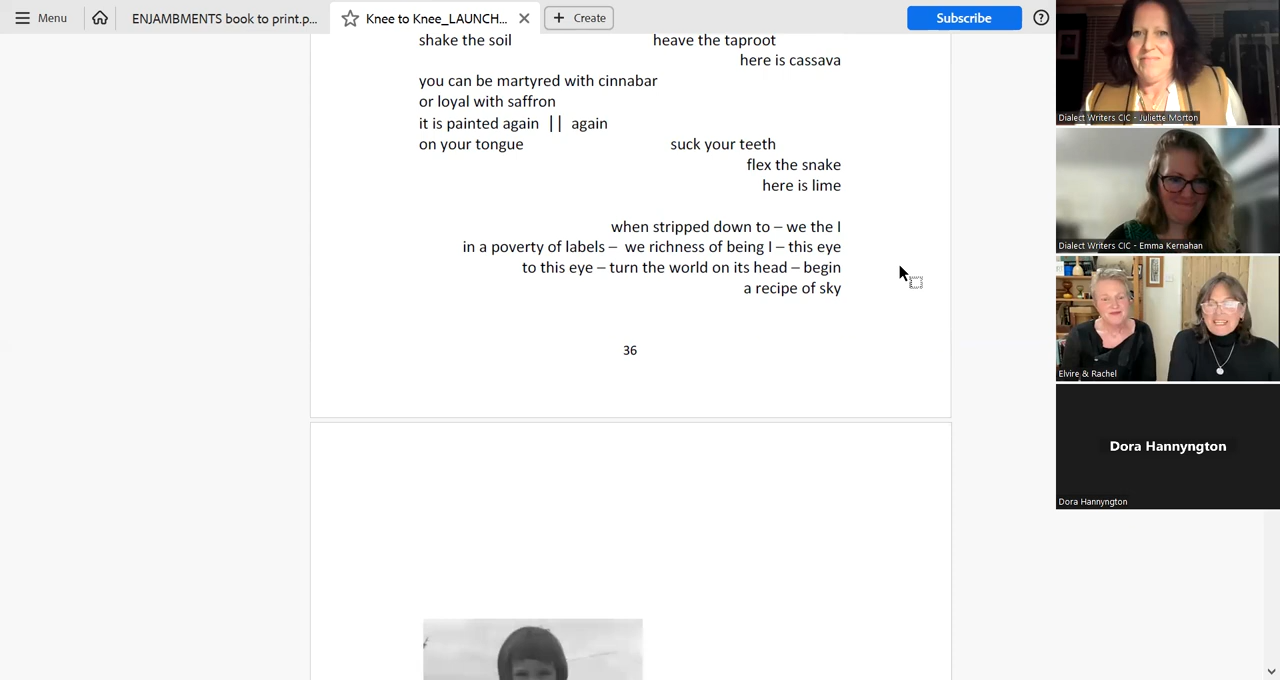 Menu
ENJAMBMENTS book to print.p...
Knee to Knee_LAUNCH...
Create
Subscribe
shake the soil heave the taproot
here is cassava
you can be martyred with cinnabar
or loyal with saffron
it is painted again || again
on your tongue suck your teeth
flex the snake
here is lime
when stripped down to – we the I
in a poverty of labels – we richness of being I – this eye
to this eye – turn the world on its head – begin
a recipe of sky
36
Dialect Writers CIC - Juliette Morton
Dialect Writers CIC - Emma Kernahan
Elvire & Rachel
Dora Hannyngton
Dora Hannyngton